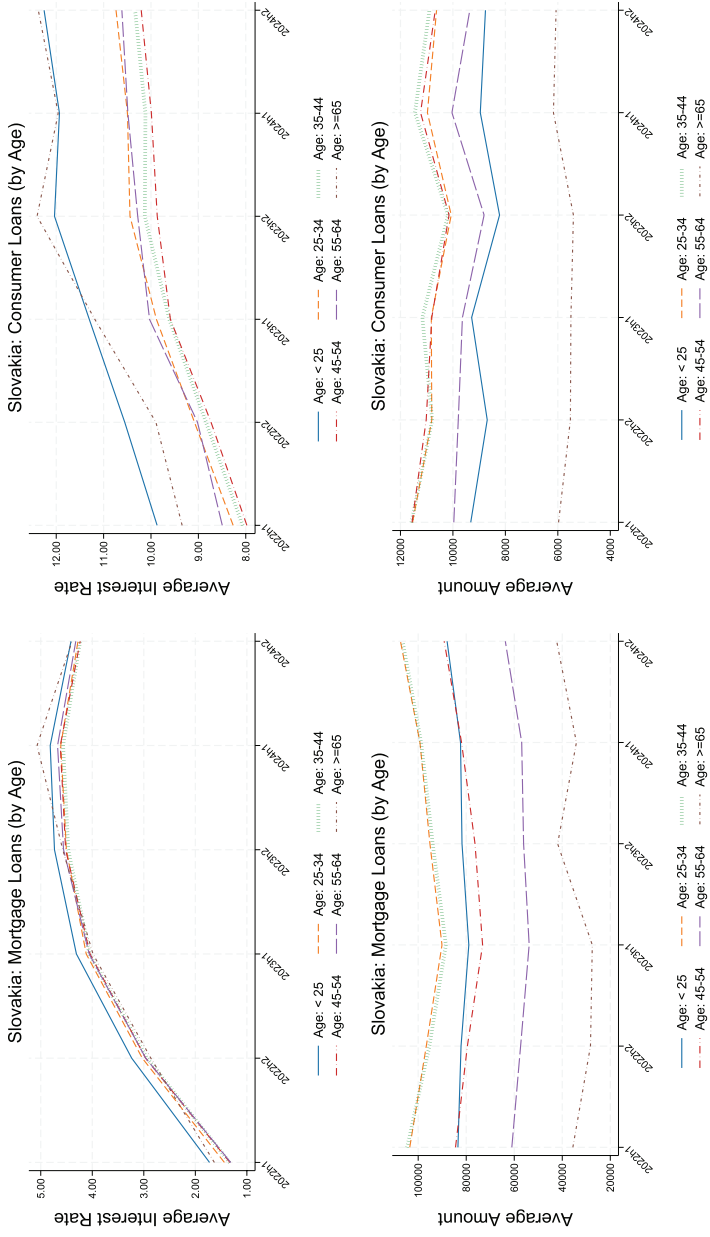 Slovakia: Mortgage Loans (by Age)
Average Interest Rate
5.00
4.00
3.00
2.00
1.00
2022h1
2022h2
2023h1
2023h2
2024h1
2024h2
Age: < 25
Age: 25-34
Age: 35-44
Age: 45-54
Age: 55-64
Age: >=65
Slovakia: Consumer Loans (by Age)
Average Interest Rate
12.00
11.00
10.00
9.00
8.00
2022h1
2022h2
2023h1
2023h2
2024h1
2024h2
Age: < 25
Age: 25-34
Age: 35-44
Age: 45-54
Age: 55-64
Age: >=65
Slovakia: Mortgage Loans (by Age)
Average Amount
100000
80000
60000
40000
20000
2022h1
2022h2
2023h1
2023h2
2024h1
2024h2
Age: < 25
Age: 25-34
Age: 35-44
Age: 45-54
Age: 55-64
Age: >=65
Slovakia: Consumer Loans (by Age)
Average Amount
12000
10000
8000
6000
4000
2022h1
2022h2
2023h1
2023h2
2024h1
2024h2
Age: < 25
Age: 25-34
Age: 35-44
Age: 45-54
Age: 55-64
Age: >=65